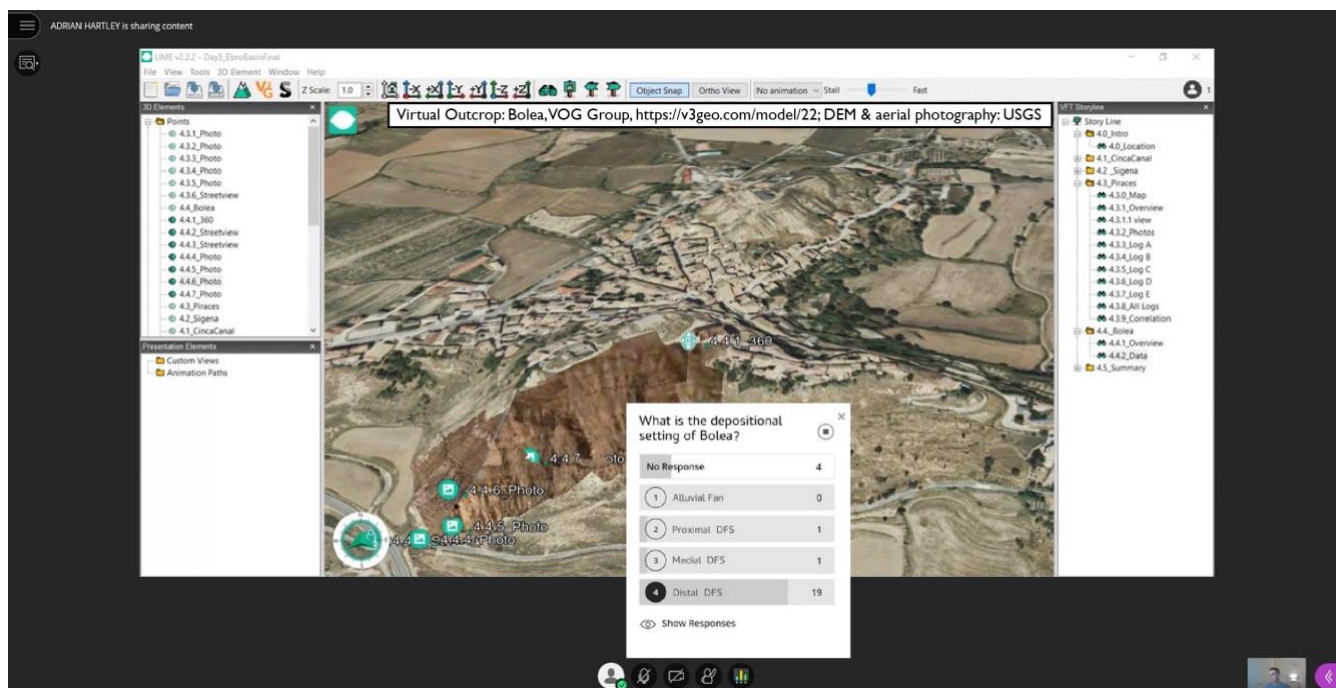 ADRIAN HARTLEY is sharing content
LIME v2.2.2 - Day3_EbroBasinFinal
File View Tools 3D Element Window Help
Z Scale: 1.0
Object Snap
Ortho View
No animation
Stall
Fast
1
3D Elements
Points
4.3.1_Photo
4.3.2_Photo
4.3.3_Photo
4.3.4_Photo
4.3.5_Photo
4.3.6_Streetview
4.4_Bolea
4.4.1_360
4.4.2_Streetview
4.4.3_Streetview
4.4.4_Photo
4.4.5_Photo
4.4.6_Photo
4.4.7_Photo
4.3_Piraces
4.2_Sigena
4.1_CincaCanal
Presentation Elements
Custom Views
Animation Paths
Virtual Outcrop: Bolea, VOG Group, https://v3geo.com/model/22; DEM & aerial photography: USGS
4.4.1_360
4.4.7
oto
4.4.6_Photo
4.4.5_Photo
What is the depositional
setting of Bolea?
No Response 4
1 Alluvial Fan 0
2 Proximal DFS 1
3 Medial DFS 1
4 Distal DFS 19
Show Responses
VFT Storyline
Story Line
4.0_Intro
4.0_Location
4.1_CincaCanal
4.2 _Sigena
4.3_Piraces
4.3.0_Map
4.3.1_Overview
4.3.1.1 view
4.3.2_Photos
4.3.3_Log A
4.3.4_Log B
4.3.5_Log C
4.3.6_Log D
4.3.7_Log E
4.3.8_All Logs
4.3.9_Correlation
4.4._Bolea
4.4.1_Overview
4.4.2_Data
4.5_Summary